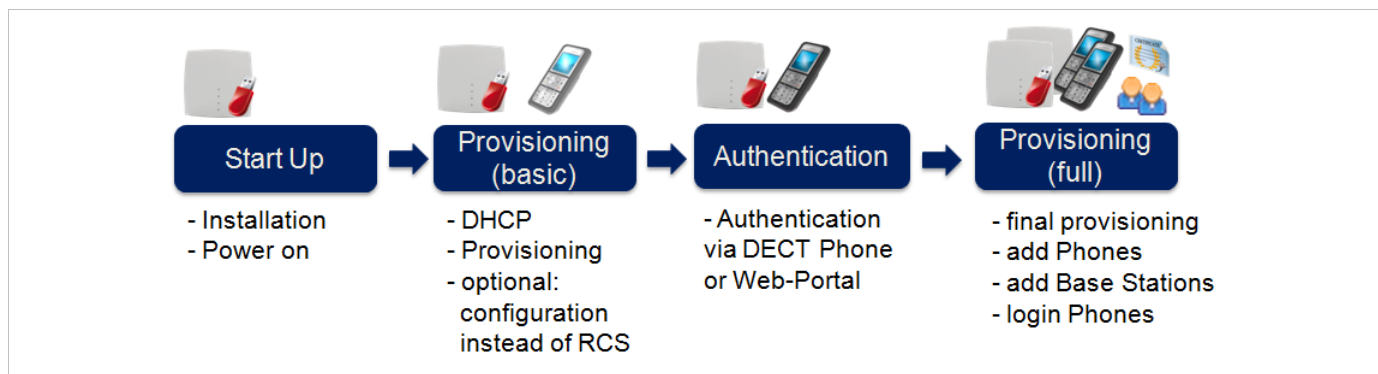 Start Up
- Installation
- Power on
Provisioning
(basic)
- DHCP
- Provisioning
- optional:
configuration
instead of RCS
Authentication
- Authentication
via DECT Phone
or Web-Portal
CERTIFICATE
Provisioning
(full)
- final provisioning
- add Phones
- add Base Stations
- login Phones